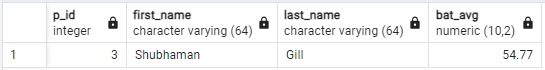 p_id first_name last_name bat_avg
integer character varying (64) character varying (64) numeric (10,2)
1 3 Shubhaman Gill 54.77